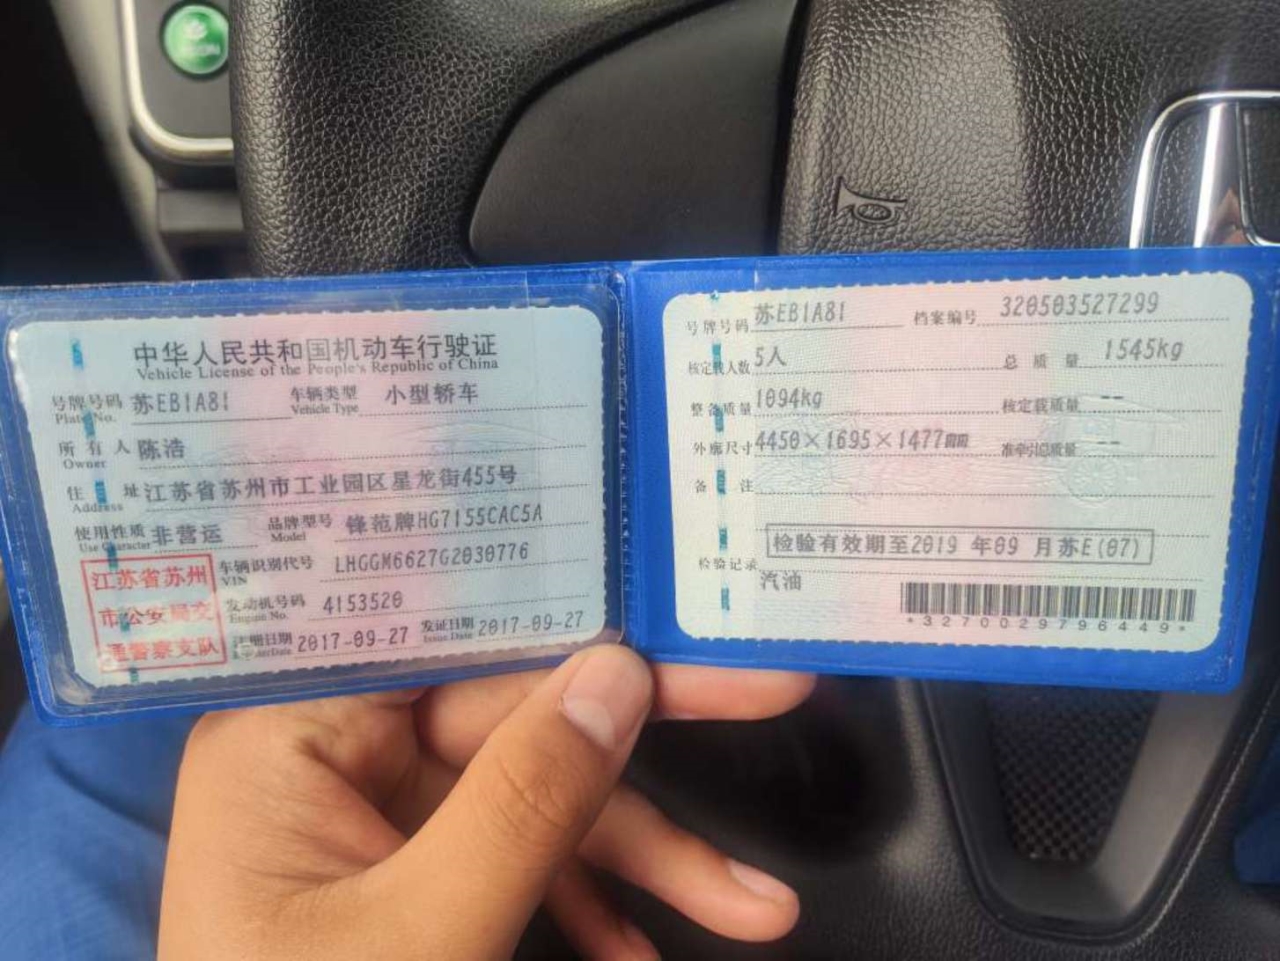 中华人民共和国机动车行驶证
Vehicle License of the People's Republic of China
号牌号码 苏EB1A81 车辆类型 小型轿车
Plate No. Vehicle Type
所有人 陈浩
Owner
住址 江苏省苏州市工业园区星龙街455号
Address
使用性质 非营运 品牌型号 锋范牌HG7155CAC5A
Use Character Model
车辆识别代号 LHGGM6627G2030776
VIN
发动机号码 4153520
Engine No.
注册日期 2017-09-27 发证日期 2017-09-27
Issue Date
江苏省苏州
市公安局交
通警察支队
号牌号码 苏EB1A81 档案编号 320503527299
核定载人数 5人 总质量 1545kg
整备质量 1094kg 核定载质量 --
外廓尺寸 4450×1695×1477mm 准牵引总质量 --
备注
检验记录 检验有效期至2019年09月苏E(07)
汽油
*3270029796449*